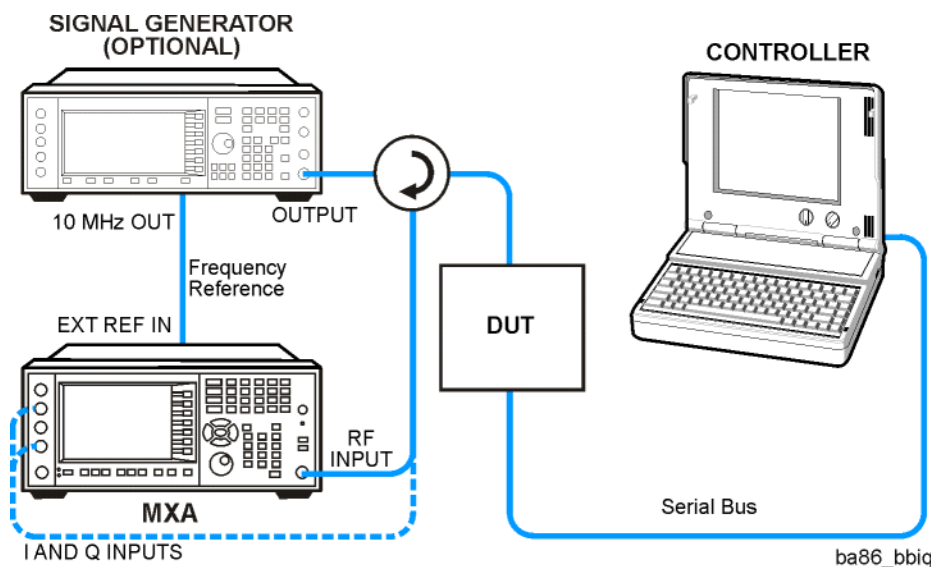 SIGNAL GENERATOR
(OPTIONAL)
CONTROLLER
10 MHz OUT
OUTPUT
Frequency
Reference
EXT REF IN
DUT
RF
INPUT
MXA
Serial Bus
I AND Q INPUTS
ba86_bbiq